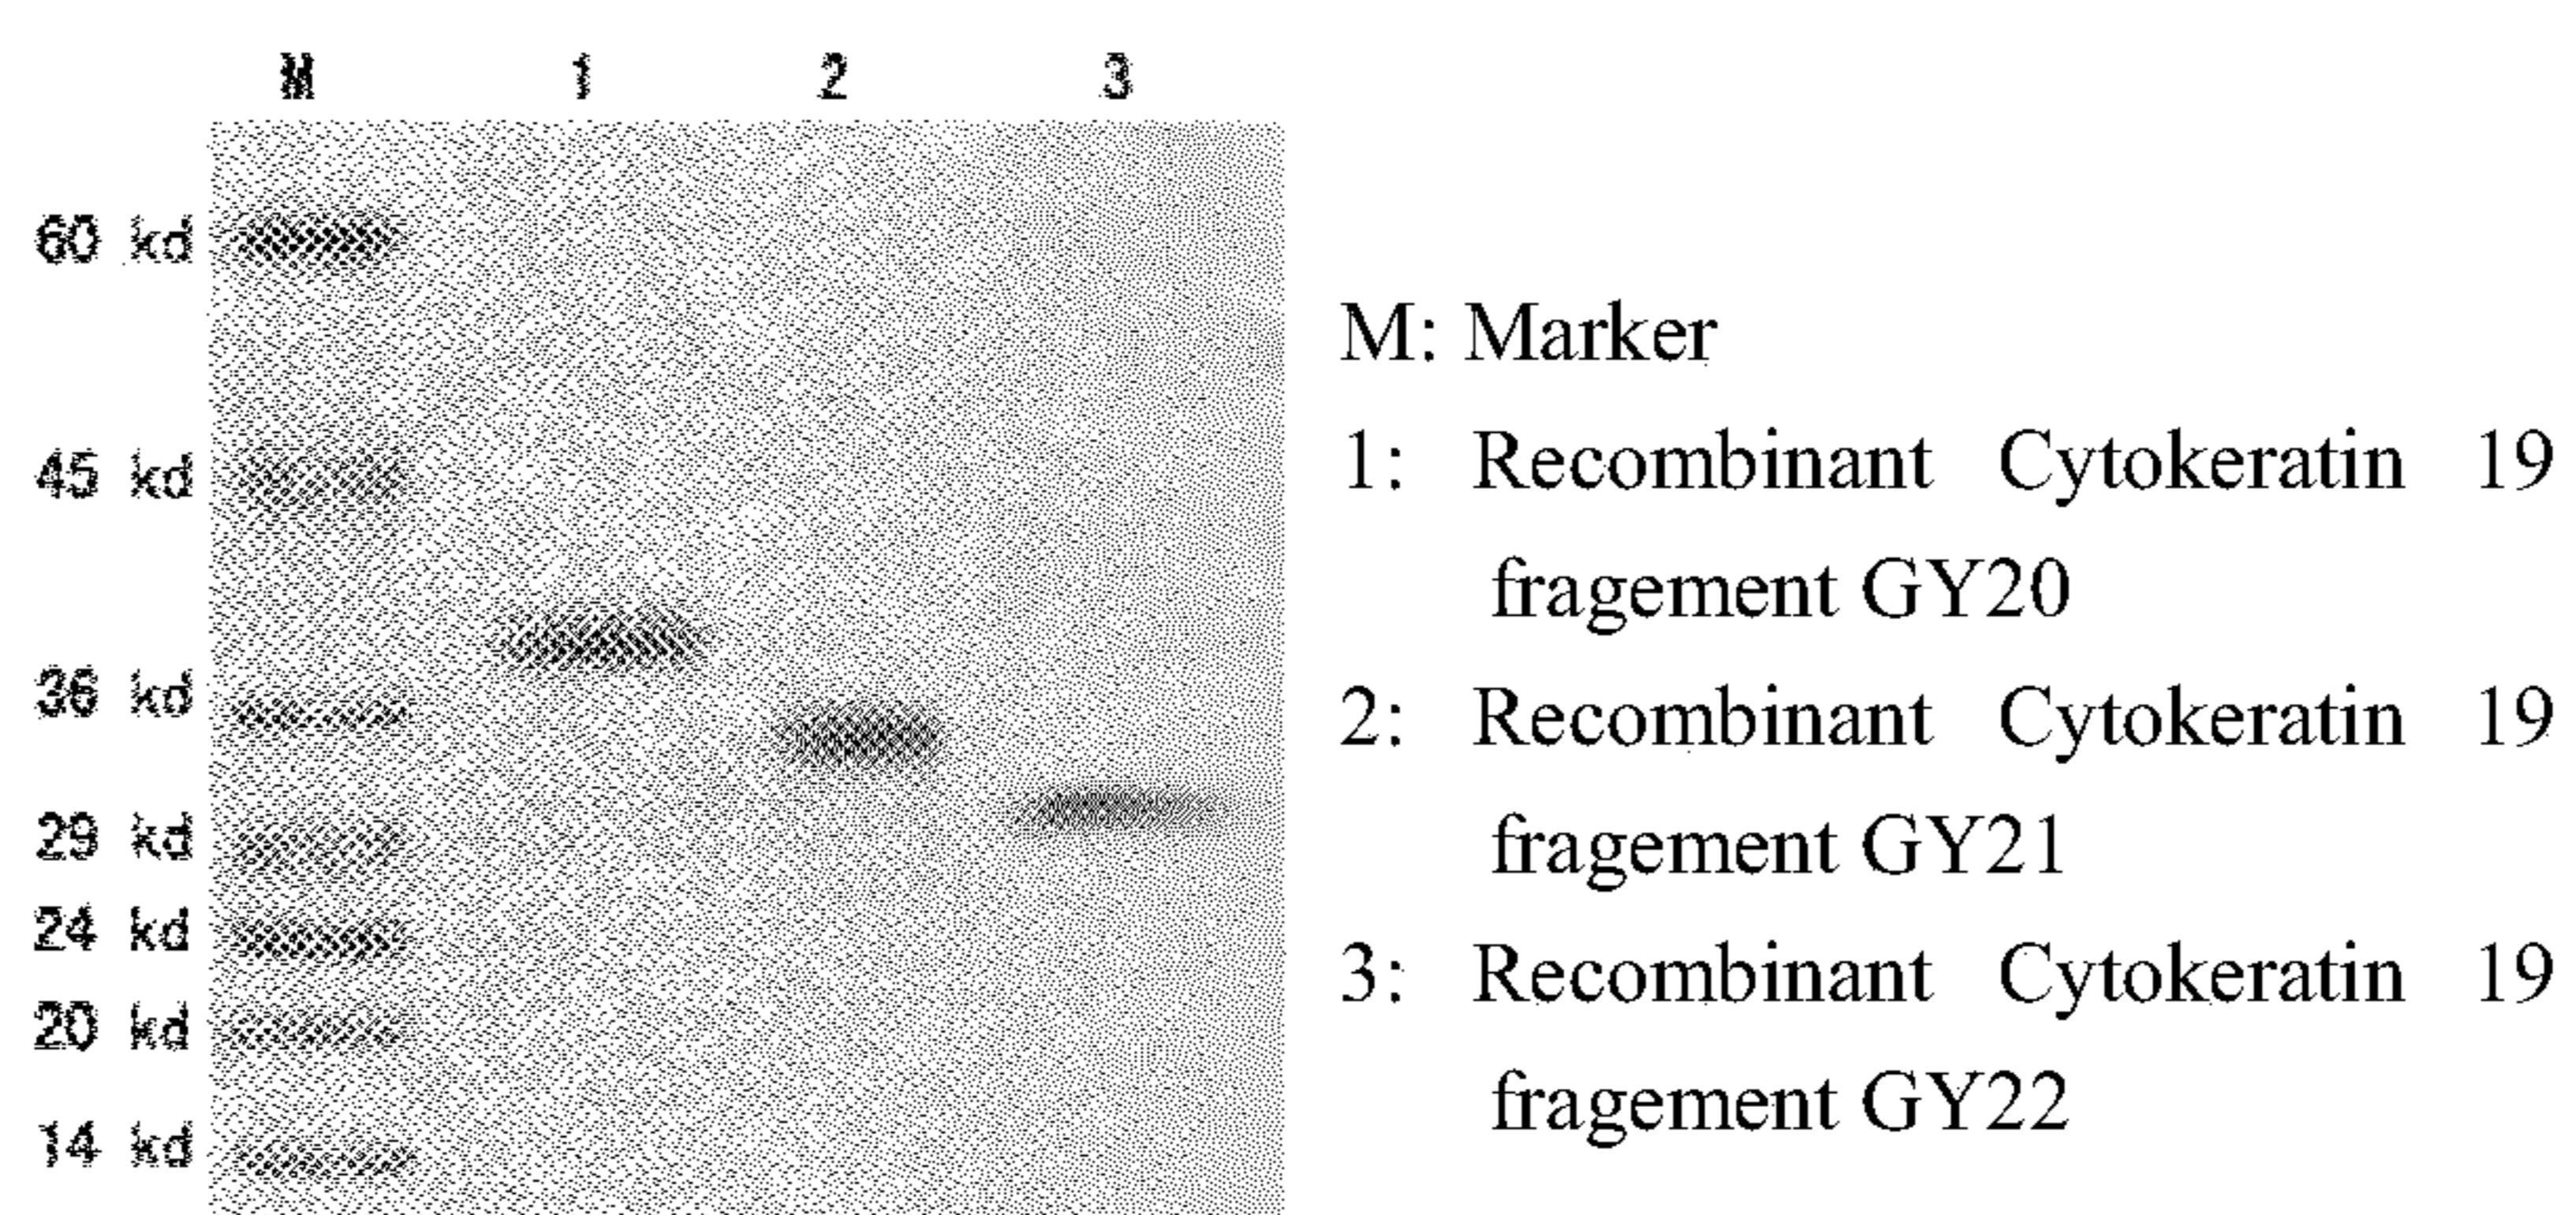 M 1 2 3
60 kd
45 kd
36 kd
29 kd
24 kd
20 kd
14 kd
M: Marker
1: Recombinant Cytokeratin 19
fragement GY20
2: Recombinant Cytokeratin 19
fragement GY21
3: Recombinant Cytokeratin 19
fragement GY22